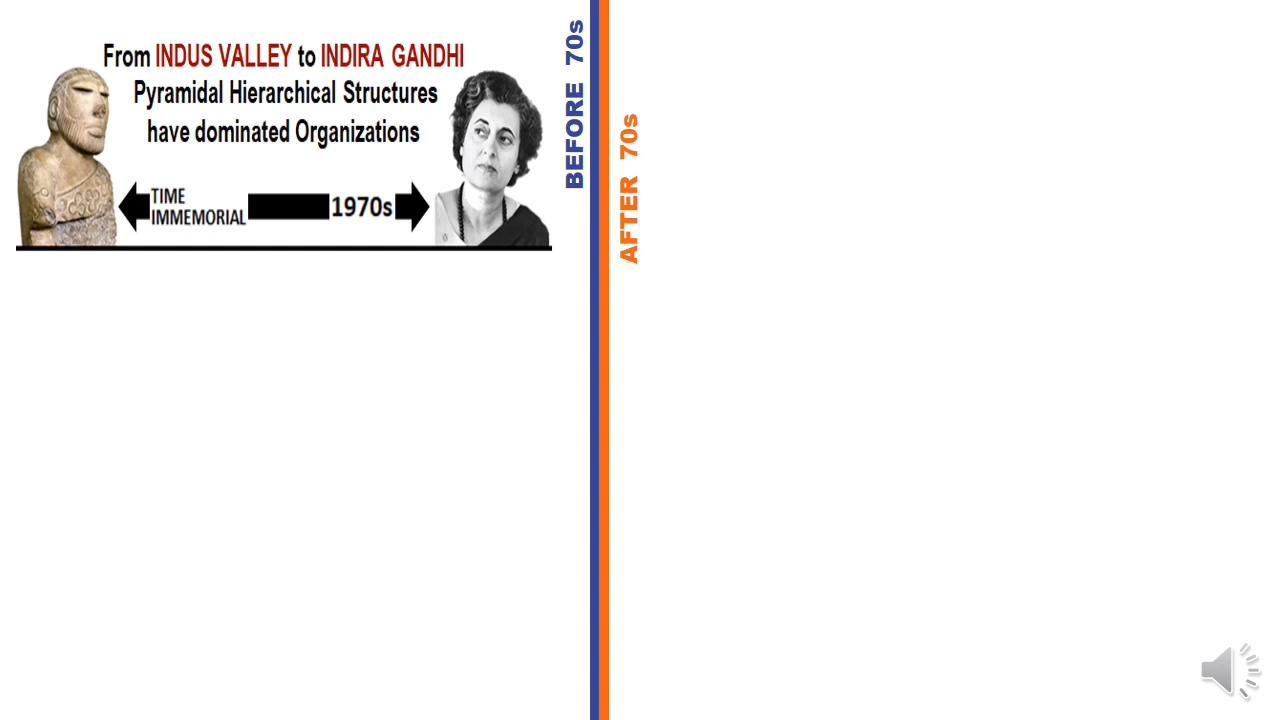 From INDUS VALLEY to INDIRA GANDHI
Pyramidal Hierarchical Structures
have dominated Organizations
TIME
IMMEMORIAL
1970s
BEFORE 70s
AFTER 70s